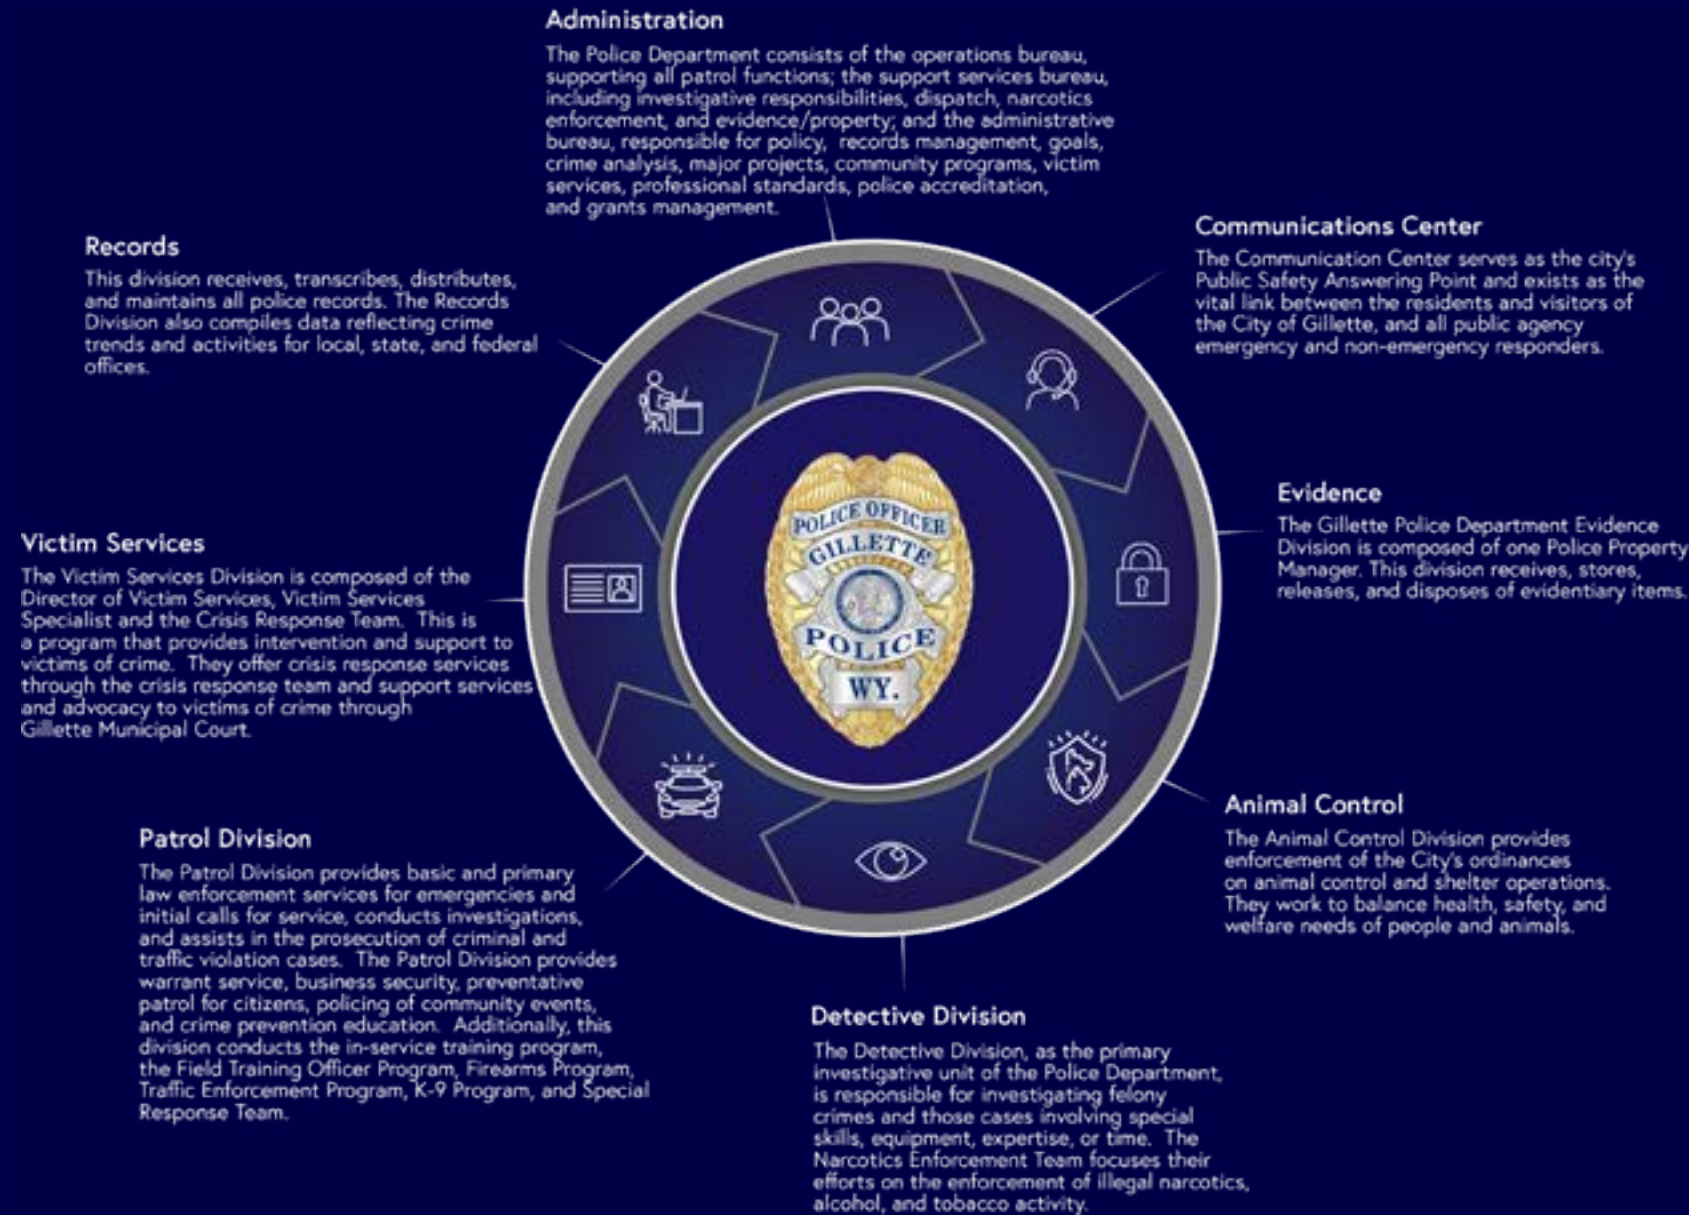 Administration
The Police Department consists of the operations bureau,
supporting all patrol functions; the support services bureau,
including investigative responsibilities, dispatch, narcotics
enforcement, and evidence/property; and the administrative
bureau, responsible for policy, records management, goals,
crime analysis, major projects, community programs, victim
services, professional standards, police accreditation,
and grants management.
Communications Center
The Communication Center serves as the city's
Public Safety Answering Point and exists as the
vital link between the residents and visitors of
the City of Gillette, and all public agency
emergency and non-emergency responders.
Evidence
The Gillette Police Department Evidence
Division is composed of one Police Property
Manager. This division receives, stores,
releases, and disposes of evidentiary items.
Animal Control
The Animal Control Division provides
enforcement of the City's ordinances
on animal control and shelter operations.
They work to balance health, safety, and
welfare needs of people and animals.
Detective Division
The Detective Division, as the primary
investigative unit of the Police Department,
is responsible for investigating felony
crimes and those cases involving special
skills, equipment, expertise, or time. The
Narcotics Enforcement Team focuses their
efforts on the enforcement of illegal narcotics,
alcohol, and tobacco activity.
Patrol Division
The Patrol Division provides basic and primary
law enforcement services for emergencies and
initial calls for service, conducts investigations,
and assists in the prosecution of criminal and
traffic violation cases. The Patrol Division provides
warrant service, business security, preventative
patrol for citizens, policing of community events,
and crime prevention education. Additionally, this
division conducts the in-service training program,
the Field Training Officer Program, Firearms Program,
Traffic Enforcement Program, K-9 Program, and Special
Response Team.
Victim Services
The Victim Services Division is composed of the
Director of Victim Services, Victim Services
Specialist and the Crisis Response Team. This is
a program that provides intervention and support to
victims of crime. They offer crisis response services
through the crisis response team and support services
and advocacy to victims of crime through
Gillette Municipal Court.
Records
This division receives, transcribes, distributes,
and maintains all police records. The Records
Division also compiles data reflecting crime
trends and activities for local, state, and federal
offices.
POLICE OFFICER
GILLETTE
POLICE
WY.